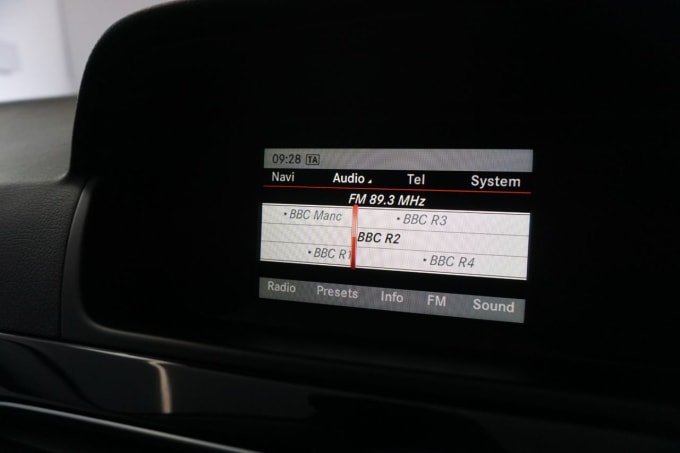 09:28 TA
Navi Audio Tel System
FM 89.3 MHz
• BBC Manc • BBC R3
BBC R2
• BBC R1 • BBC R4
Radio Presets Info FM Sound